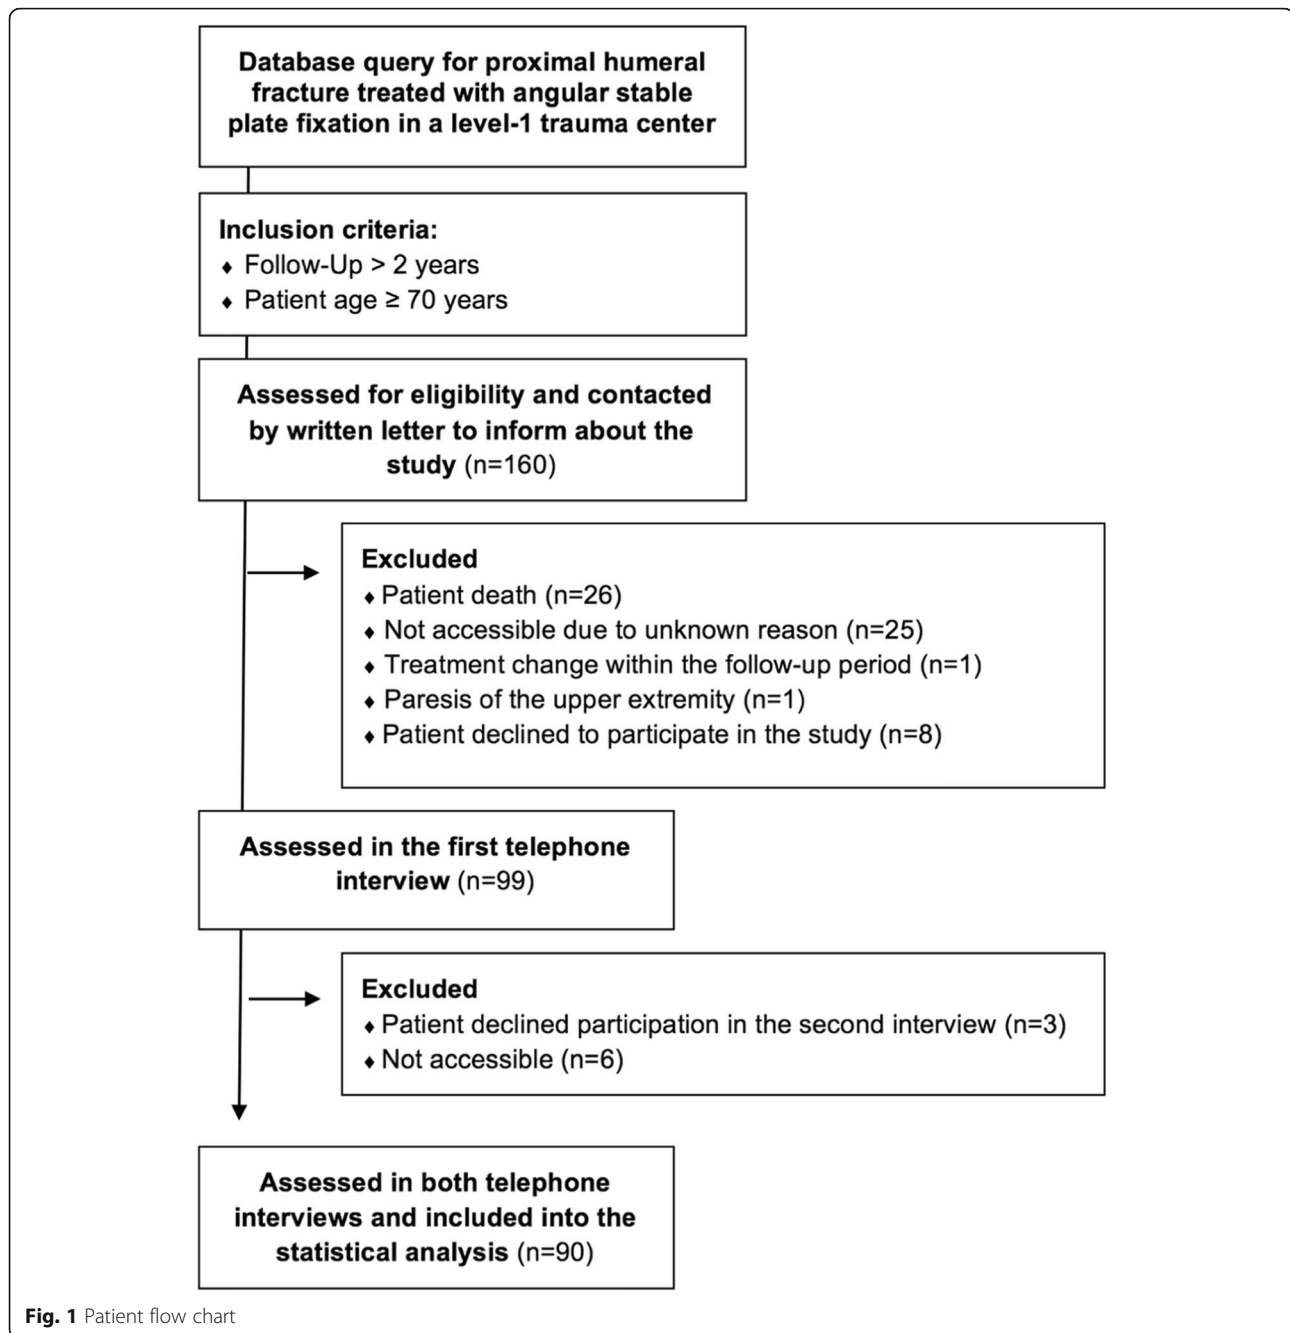 Database query for proximal humeral
fracture treated with angular stable
plate fixation in a level-1 trauma center
Inclusion criteria:
♦ Follow-Up > 2 years
♦ Patient age ≥ 70 years
Assessed for eligibility and contacted
by written letter to inform about the
study (n=160)
Excluded
♦ Patient death (n=26)
♦ Not accessible due to unknown reason (n=25)
♦ Treatment change within the follow-up period (n=1)
♦ Paresis of the upper extremity (n=1)
♦ Patient declined to participate in the study (n=8)
Assessed in the first telephone
interview (n=99)
Excluded
♦ Patient declined participation in the second interview (n=3)
♦ Not accessible (n=6)
Assessed in both telephone
interviews and included into the
statistical analysis (n=90)
Fig. 1 Patient flow chart